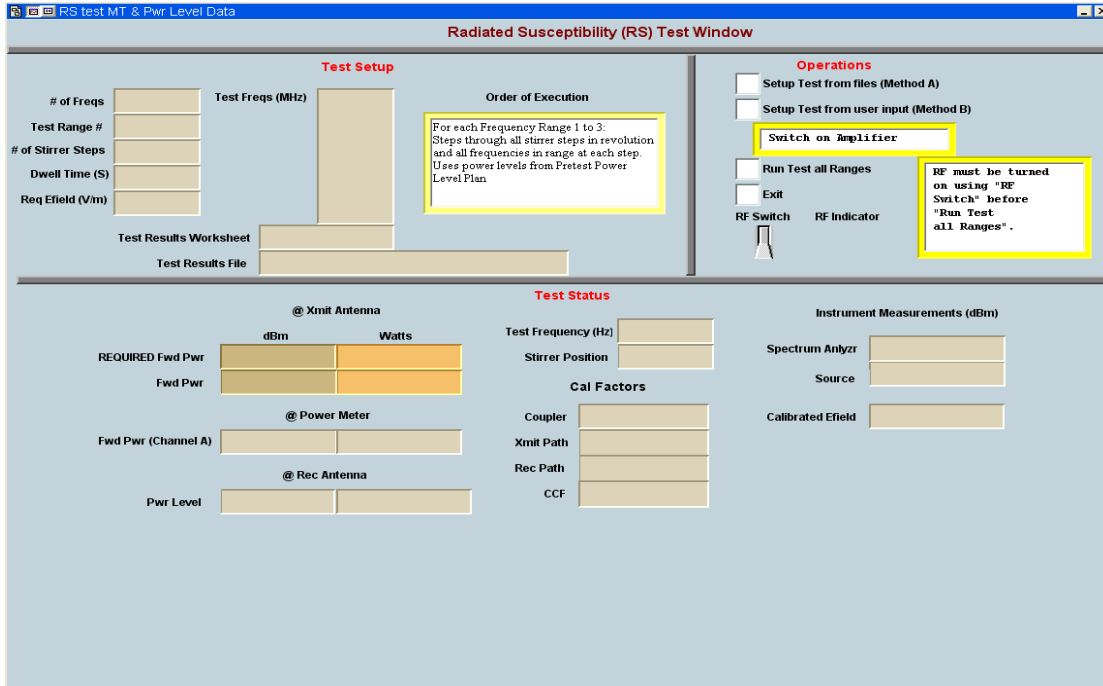 RS test MT & Pwr Level Data
Radiated Susceptibility (RS) Test Window
Test Setup
# of Freqs
Test Range #
# of Stirrer Steps
Dwell Time (S)
Req Efield (V/m)
Test Freqs (MHz)
Order of Execution
For each Frequency Range 1 to 3:
Steps through all stirrer steps in revolution
and all frequencies in range at each step.
Uses power levels from Pretest Power
Level Plan
Test Results Worksheet
Test Results File
Operations
Setup Test from files (Method A)
Setup Test from user input (Method B)
Switch on Amplifier
Run Test all Ranges
Exit
RF Switch
RF Indicator
RF must be turned
on using "RF
Switch" before
"Run Test
all Ranges".
Test Status
@ Xmit Antenna
dBm
Watts
REQUIRED Fwd Pwr
Fwd Pwr
@ Power Meter
Fwd Pwr (Channel A)
@ Rec Antenna
Pwr Level
Test Frequency (Hz)
Stirrer Position
Cal Factors
Coupler
Xmit Path
Rec Path
CCF
Instrument Measurements (dBm)
Spectrum Anlyzr
Source
Calibrated Efield